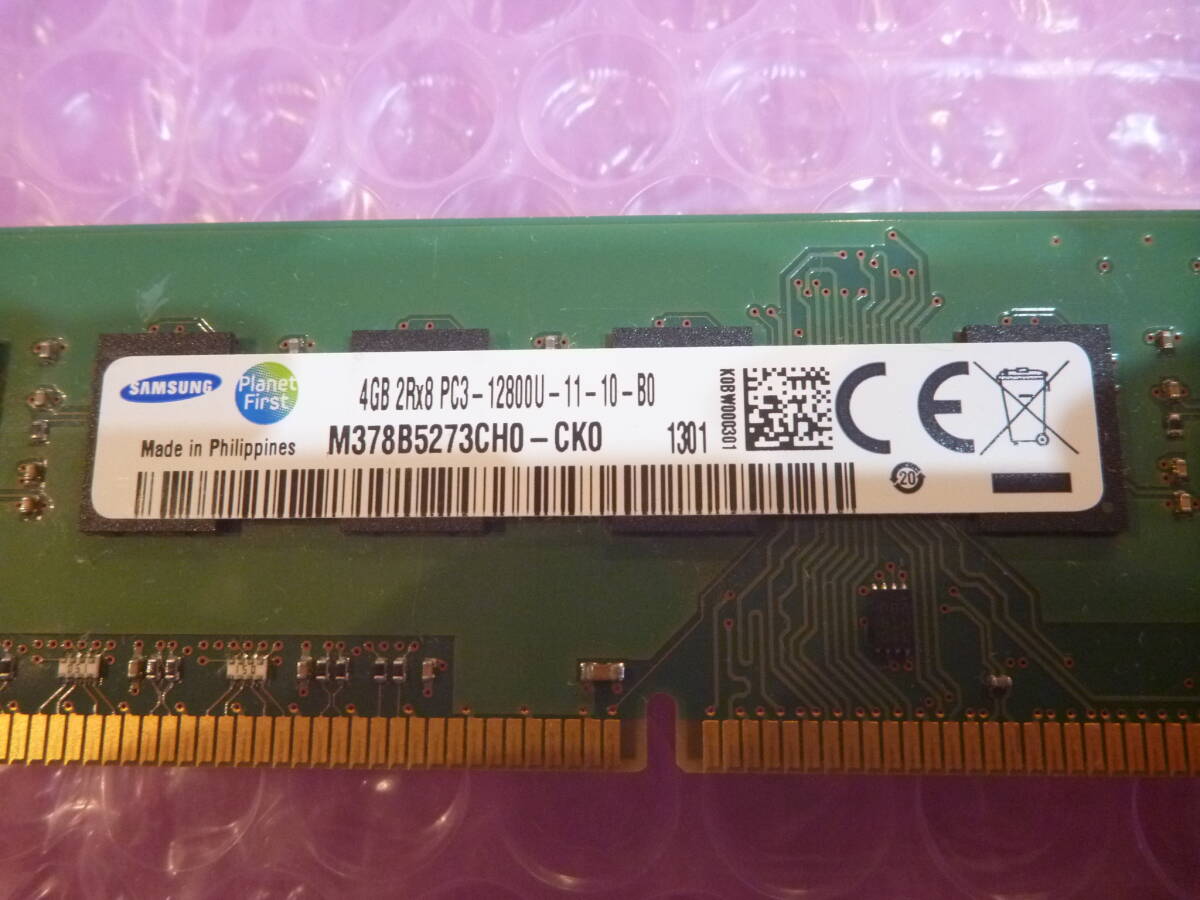 SAMSUNG
Planet
First
4GB 2Rx8 PC3-12800U-11-10-B0
Made in Philippines
M378B5273CH0-CK0
1301
K0BW000301
CE
20